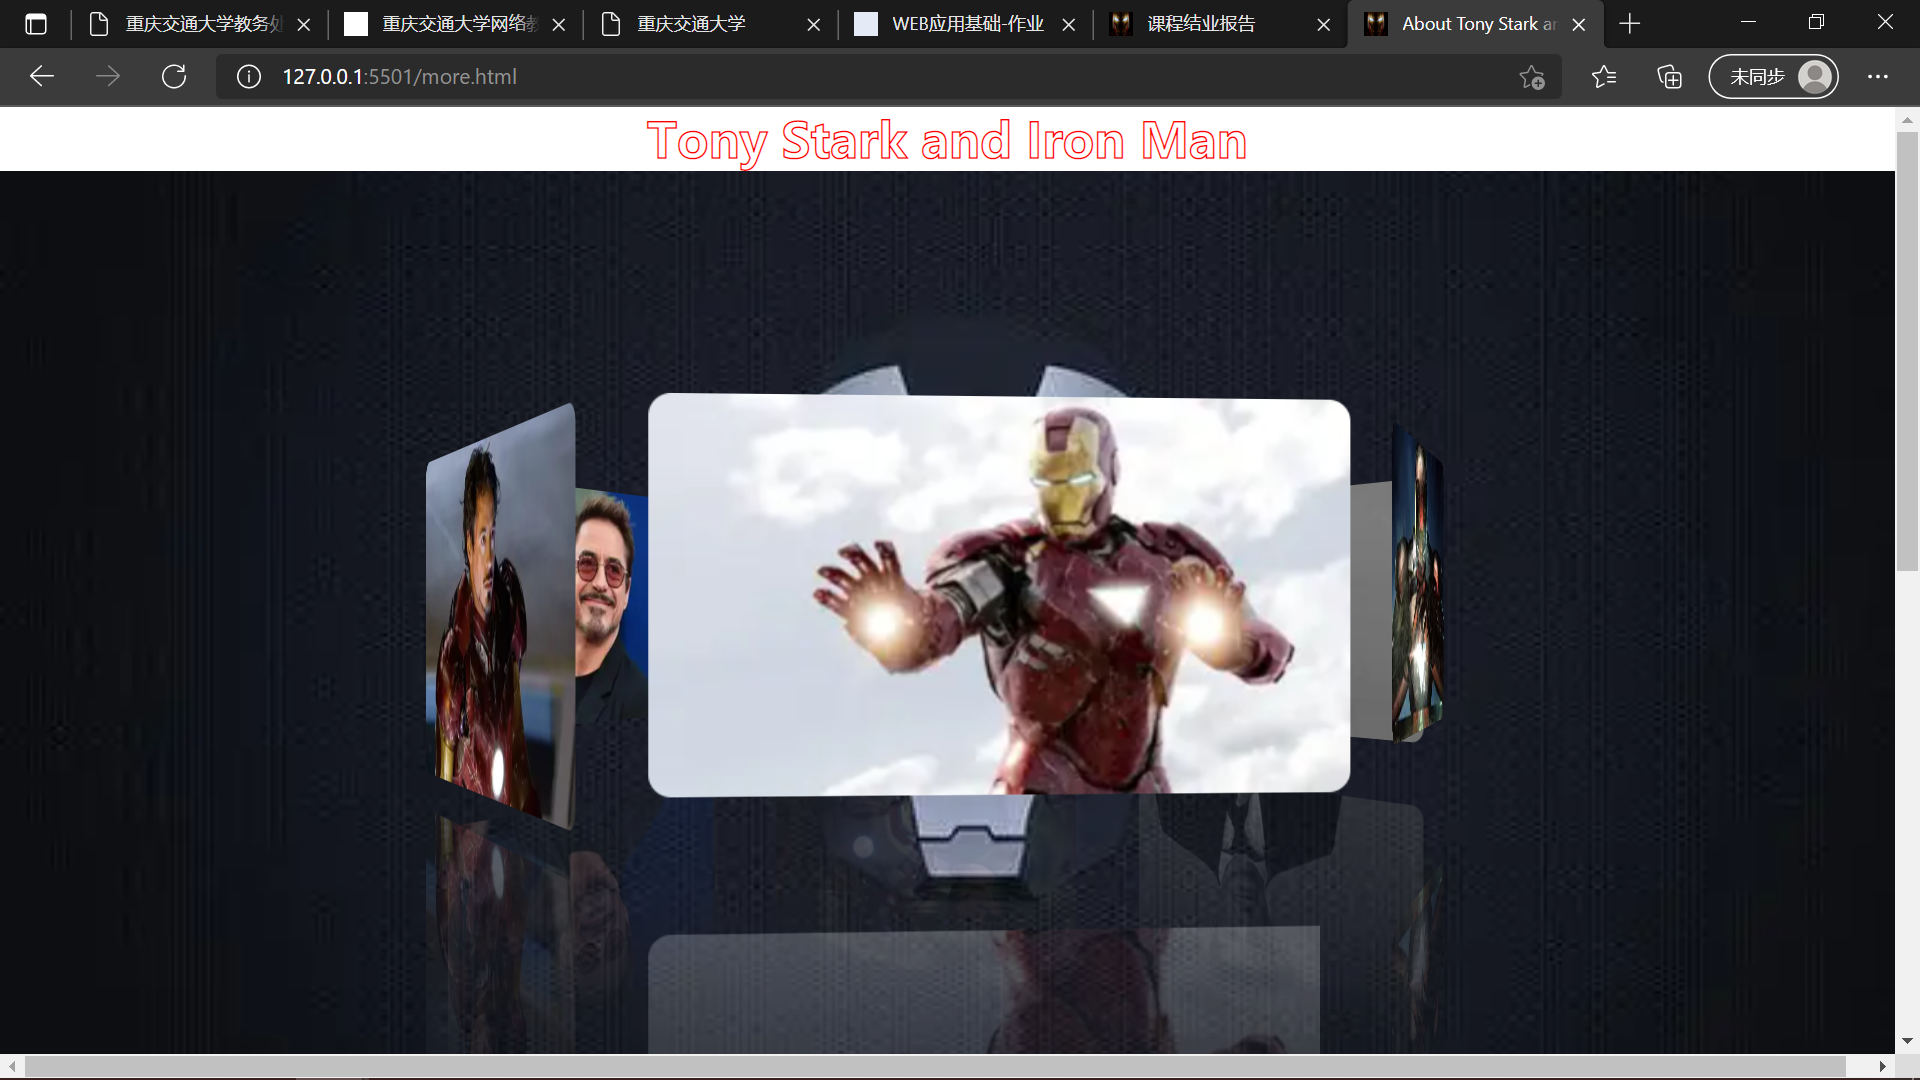 重庆交通大学教务处
重庆交通大学网络教
重庆交通大学
WEB应用基础-作业
课程结业报告
About Tony Stark ar
127.0.0.1:5501/more.html
未同步
Tony Stark and Iron Man